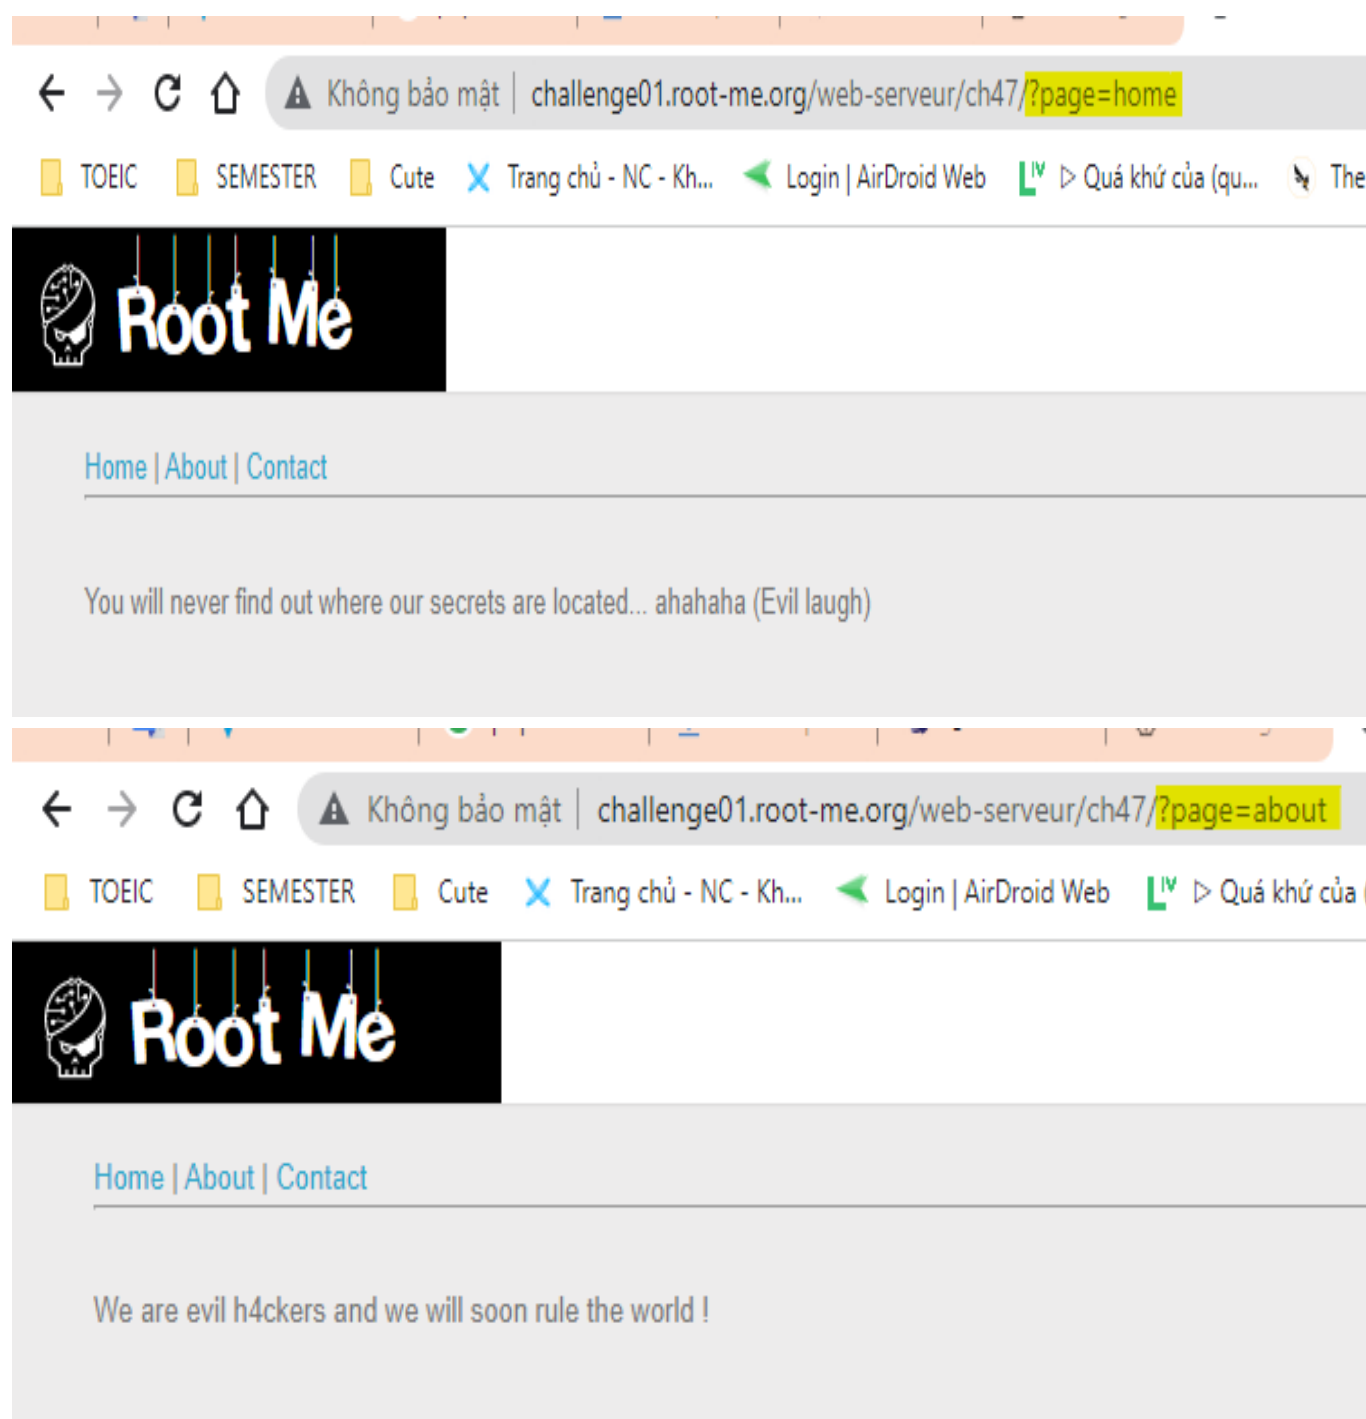 Không bảo mật | challenge01.root-me.org/web-serveur/ch47/?page=home
TOEIC SEMESTER Cute Trang chủ - NC - Kh... Login | AirDroid Web ▷ Quá khứ của (qu... The
Root Me
Home | About | Contact
You will never find out where our secrets are located... ahahaha (Evil laugh)
Không bảo mật | challenge01.root-me.org/web-serveur/ch47/?page=about
TOEIC SEMESTER Cute Trang chủ - NC - Kh... Login | AirDroid Web ▷ Quá khứ của (
Root Me
Home | About | Contact
We are evil h4ckers and we will soon rule the world !